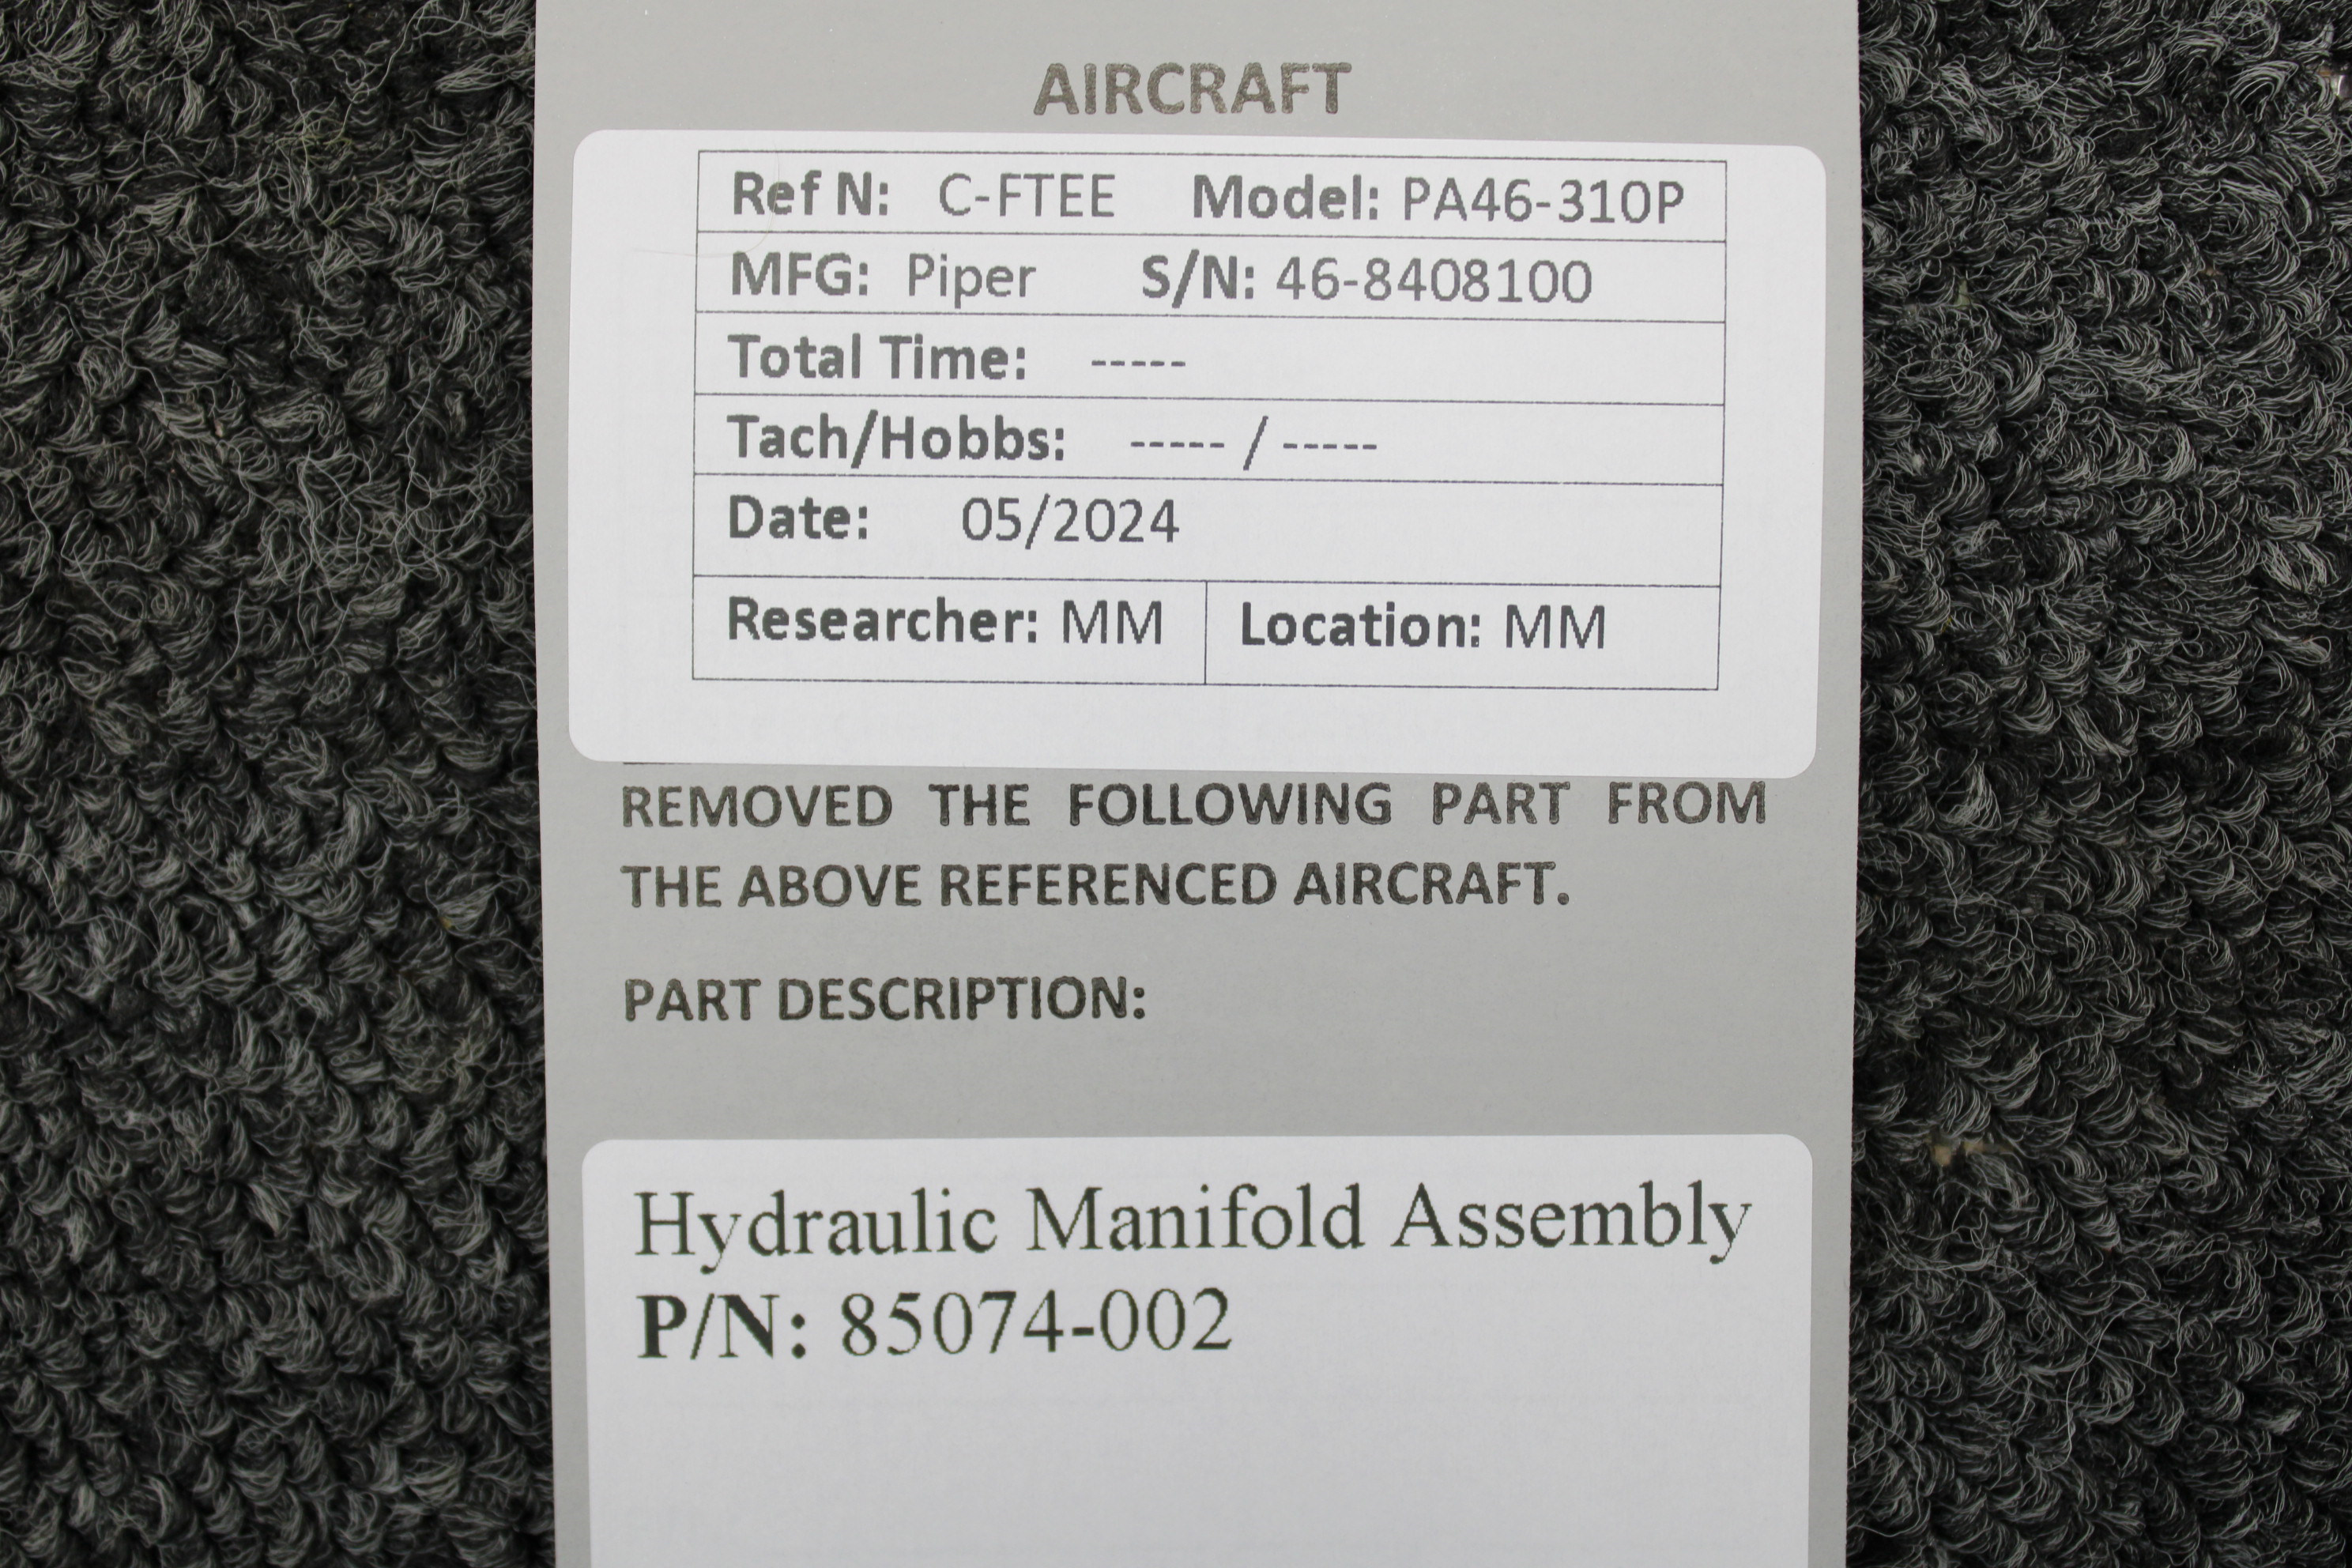 AIRCRAFT
Ref N: C-FTEE Model: PA46-310P
MFG: Piper S/N: 46-8408100
Total Time: -----
Tach/Hobbs: ----- / -----
Date: 05/2024
Researcher: MM Location: MM
REMOVED THE FOLLOWING PART FROM
THE ABOVE REFERENCED AIRCRAFT.
PART DESCRIPTION:
Hydraulic Manifold Assembly
P/N: 85074-002